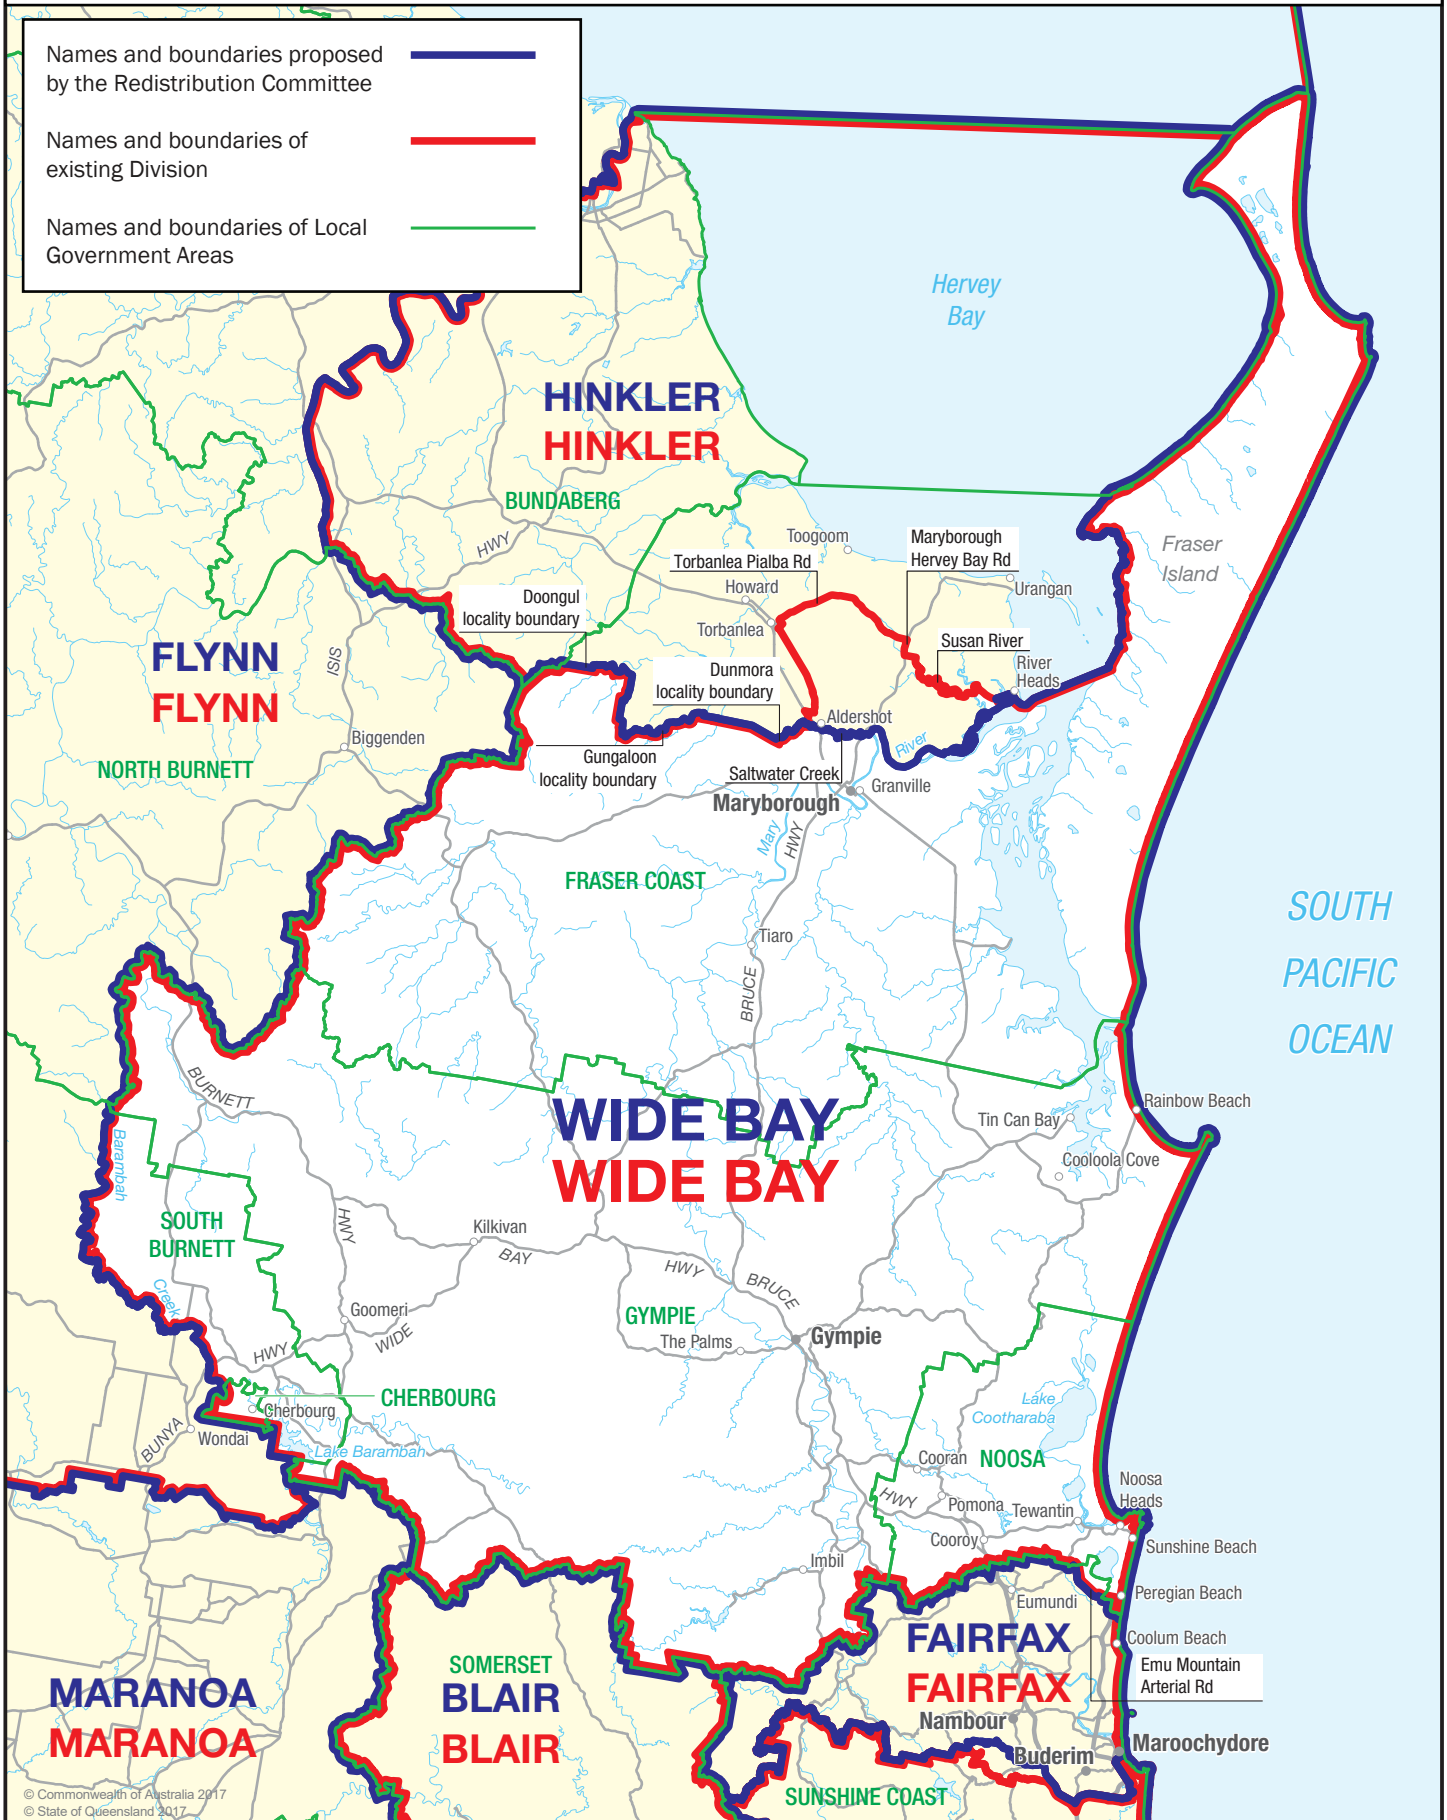 Names and boundaries proposed
by the Redistribution Committee
Names and boundaries of
existing Division
Names and boundaries of Local
Government Areas
Hervey
Bay
HINKLER
HINKLER
BUNDABERG
HWY
Toogoom
Maryborough
Hervey Bay Rd
Fraser
Island
Torbanlea Pialba Rd
Howard
Urangan
Doongul
locality boundary
Torbanlea
Susan River
River
Heads
FLYNN
FLYNN
ISIS
Dunmora
locality boundary
Aldershot
River
Biggenden
NORTH BURNETT
Gungaloon
locality boundary
Saltwater Creek
Granville
Maryborough
Mary
HWY
FRASER COAST
SOUTH
PACIFIC
OCEAN
Tiaro
BRUCE
BURNETT
WIDE BAY
WIDE BAY
Rainbow Beach
Tin Can Bay
Cooloola Cove
Barambah
Creek
SOUTH
BURNETT
HWY
Kilkivan
BAY
HWY
BRUCE
Goomeri
WIDE
HWY
GYMPIE
The Palms
Gympie
CHERBOURG
Cherbourg
BUNYA
Wondai
Lake Barambah
Lake
Cootharaba
Cooran
NOOSA
HWY
Pomona
Tewantin
Noosa
Heads
Cooroy
Sunshine Beach
Imbil
Peregian Beach
Eumundi
FAIRFAX
FAIRFAX
Coolum Beach
Emu Mountain
Arterial Rd
SOMERSET
BLAIR
BLAIR
MARANOA
MARANOA
Nambour
Maroochydore
Buderim
SUNSHINE COAST
© Commonwealth of Australia 2017
© State of Queensland 2017